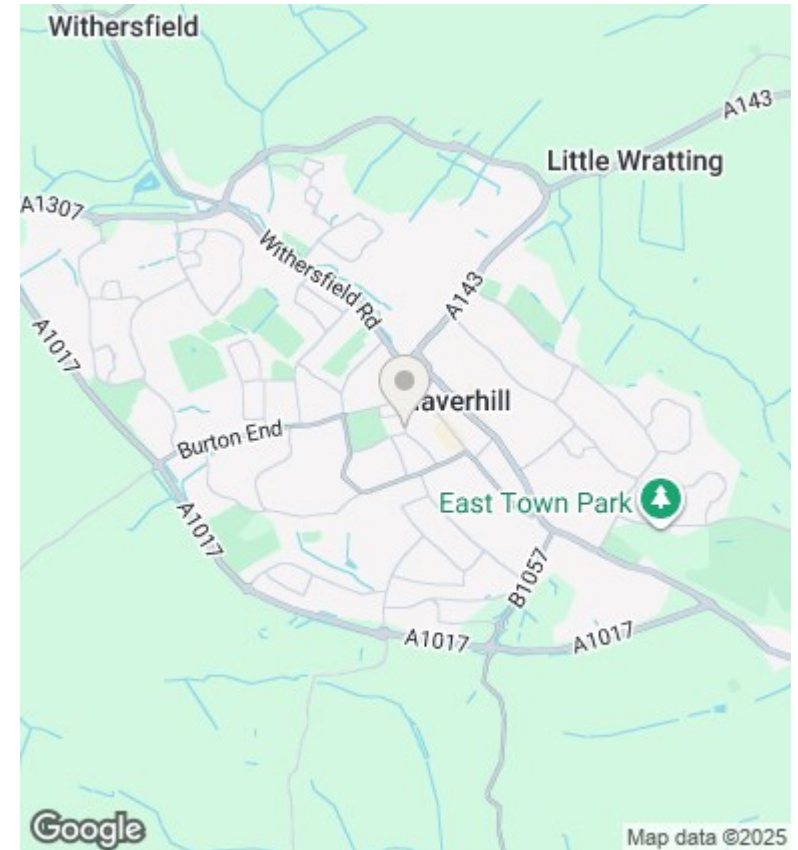 Withersfield
A143
Little Wratting
A1307
Withersfield Rd
A143
A1017
averhill
Burton End
East Town Park
A1017
B1057
A1017
A1017
Google
Map data ©2025